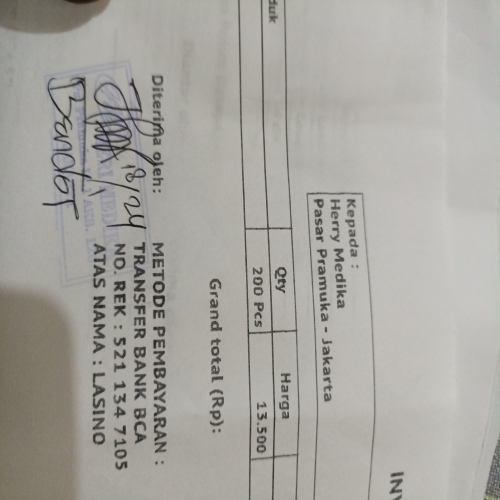 INV
Kepada :
Herry Medika
Pasar Pramuka - Jakarta
duk Qty Harga
200 Pcs 13.500
Grand total (Rp):
Diterima oleh:
METODE PEMBAYARAN :
TRANSFER BANK BCA
NO. REK : 521 134 7105
ATAS NAMA : LASINO
18/24
Bandot